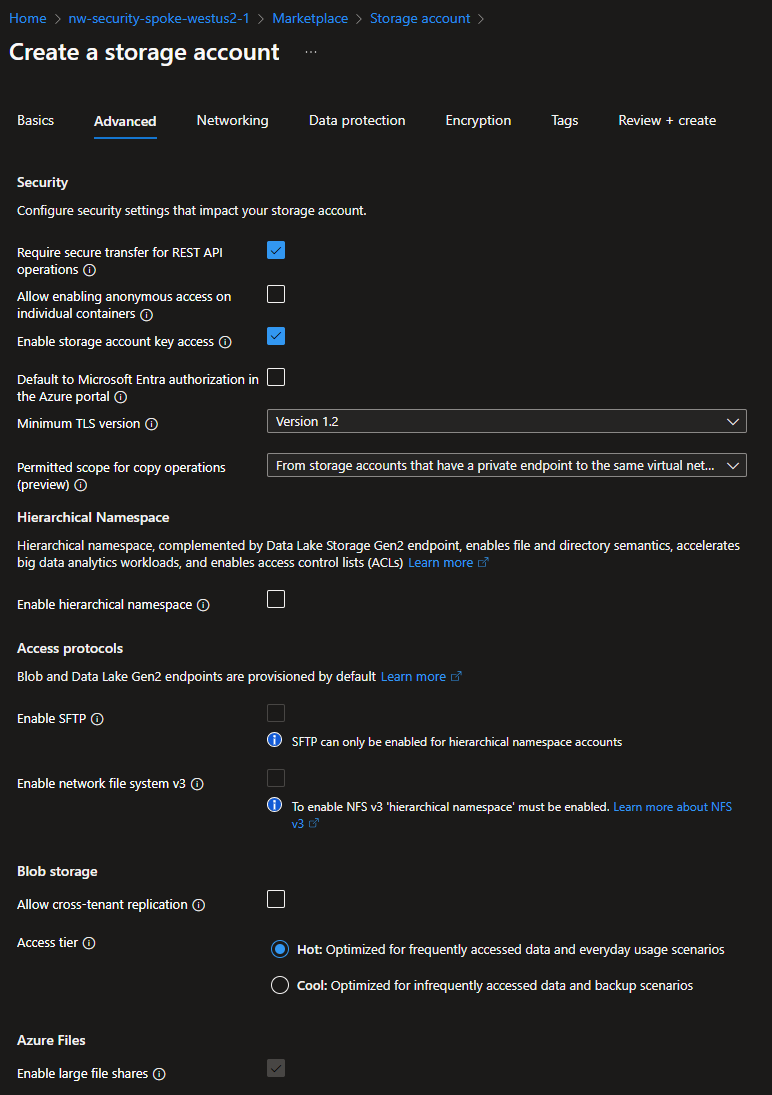 Home > nw-security-spoke-westus2-1 > Marketplace > Storage account >
Create a storage account ...
Basics Advanced Networking Data protection Encryption Tags Review + create
Security
Configure security settings that impact your storage account.
Require secure transfer for REST API
operations
Allow enabling anonymous access on
individual containers
Enable storage account key access
Default to Microsoft Entra authorization in
the Azure portal
Minimum TLS version
Version 1.2
Permitted scope for copy operations
(preview)
From storage accounts that have a private endpoint to the same virtual net...
Hierarchical Namespace
Hierarchical namespace, complemented by Data Lake Storage Gen2 endpoint, enables file and directory semantics, accelerates
big data analytics workloads, and enables access control lists (ACLs) Learn more
Enable hierarchical namespace
Access protocols
Blob and Data Lake Gen2 endpoints are provisioned by default Learn more
Enable SFTP
SFTP can only be enabled for hierarchical namespace accounts
Enable network file system v3
To enable NFS v3 'hierarchical namespace' must be enabled. Learn more about NFS
v3
Blob storage
Allow cross-tenant replication
Access tier
Hot: Optimized for frequently accessed data and everyday usage scenarios
Cool: Optimized for infrequently accessed data and backup scenarios
Azure Files
Enable large file shares